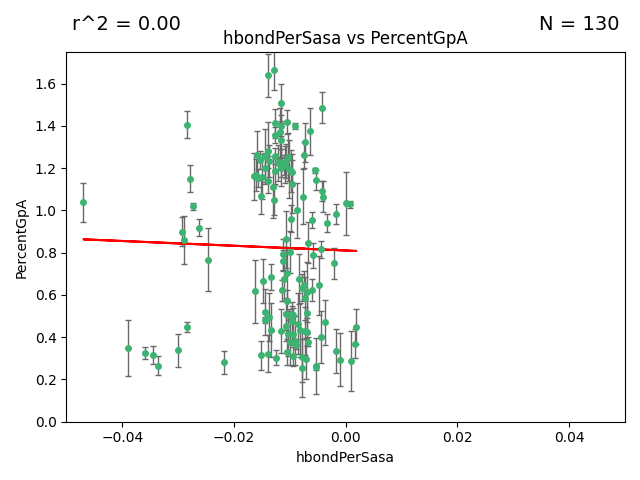 r^2 = 0.00
N = 130
hbondPerSasa vs PercentGpA
PercentGpA
1.6
1.4
1.2
1.0
0.8
0.6
0.4
0.2
0.0
−0.04
−0.02
0.00
0.02
0.04
hbondPerSasa